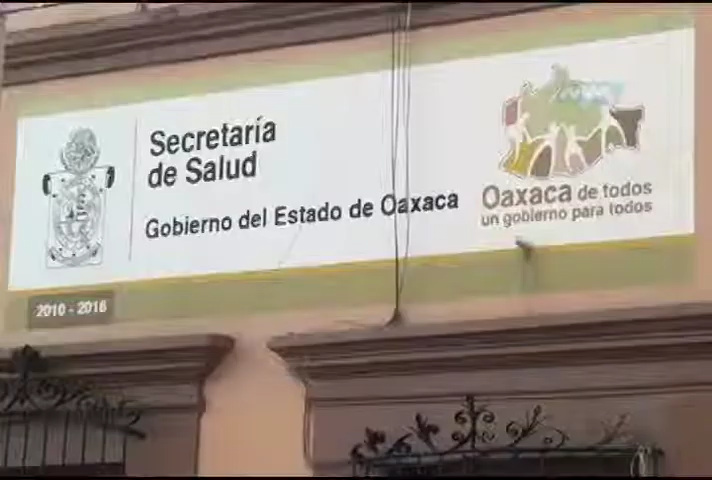 Secretaría
de Salud
Gobierno del Estado de Oaxaca
Oaxaca de todos
un gobierno para todos
2010 - 2016